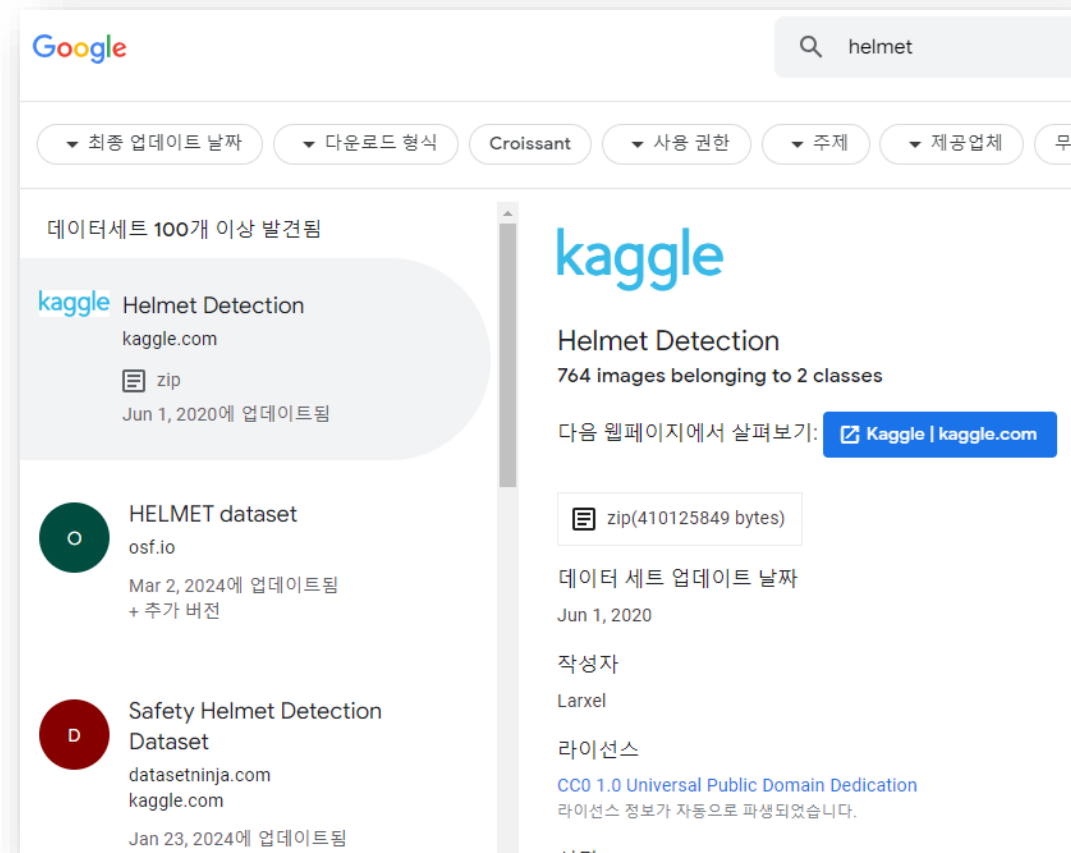 Google
helmet
최종 업데이트 날짜
다운로드 형식
Croissant
사용 권한
주제
제공업체
무
데이터세트 100개 이상 발견됨
kaggle
Helmet Detection
kaggle.com
zip
Jun 1, 2020에 업데이트됨
O
HELMET dataset
osf.io
Mar 2, 2024에 업데이트됨
+ 추가 버전
D
Safety Helmet Detection
Dataset
datasetninja.com
kaggle.com
Jan 23, 2024에 업데이트됨
kaggle
Helmet Detection
764 images belonging to 2 classes
다음 웹페이지에서 살펴보기:
Kaggle | kaggle.com
zip(410125849 bytes)
데이터 세트 업데이트 날짜
Jun 1, 2020
작성자
Larxel
라이선스
CC0 1.0 Universal Public Domain Dedication
라이선스 정보가 자동으로 파생되었습니다.